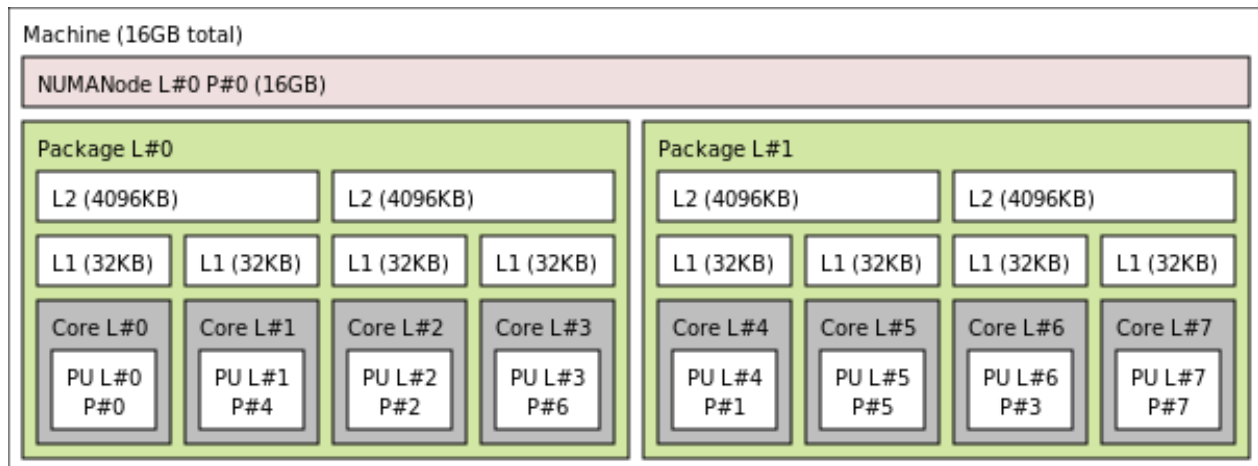 Machine (16GB total)
NUMANode L#0 P#0 (16GB)
Package L#0
L2 (4096KB)
L2 (4096KB)
L1 (32KB)
L1 (32KB)
L1 (32KB)
L1 (32KB)
Core L#0
Core L#1
Core L#2
Core L#3
PU L#0
P#0
PU L#1
P#4
PU L#2
P#2
PU L#3
P#6
Package L#1
L2 (4096KB)
L2 (4096KB)
L1 (32KB)
L1 (32KB)
L1 (32KB)
L1 (32KB)
Core L#4
Core L#5
Core L#6
Core L#7
PU L#4
P#1
PU L#5
P#5
PU L#6
P#3
PU L#7
P#7